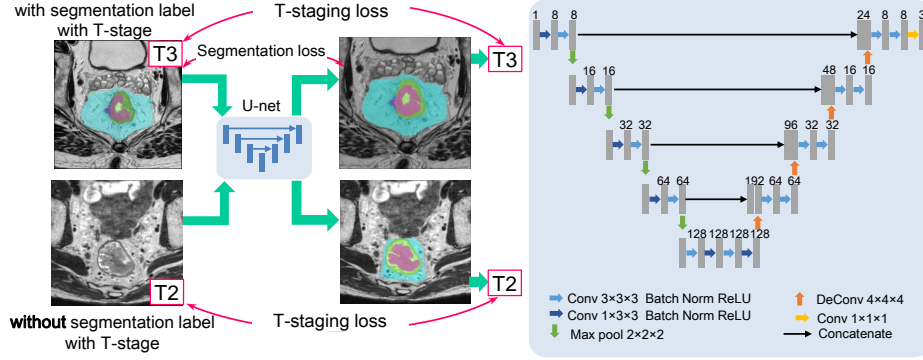 with segmentation label
with T-stage
T3
T-staging loss
Segmentation loss
T3
U-net
T2
without segmentation label
with T-stage
T-staging loss
T2
1 8 8 24 8 8 3
16 16 48 16 16
32 32 96 32 32
64 64 192 64 64
128 128 128 128
Conv 3×3×3 Batch Norm ReLU
Conv 1×3×3 Batch Norm ReLU
Max pool 2×2×2
DeConv 4×4×4
Conv 1×1×1
Concatenate